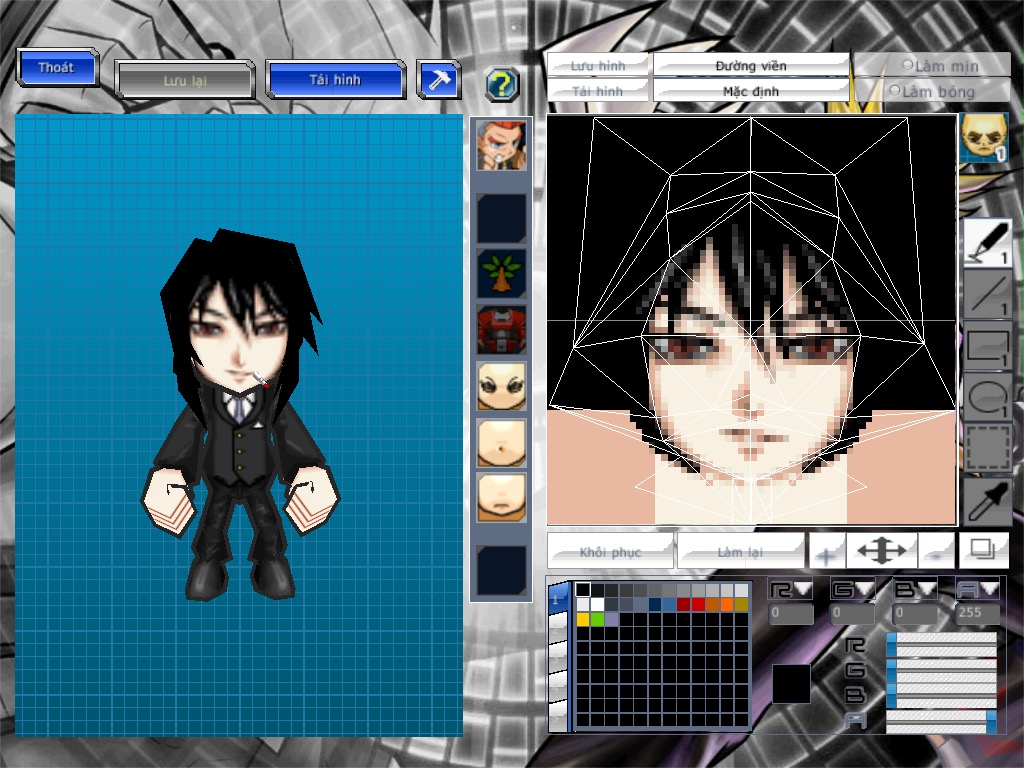 Thoát
Lưu lại
Tải hình
?
Lưu hình
Đường viền
Làm mịn
Tải hình
Mặc định
Làm bóng
1
1
1
1
1
Khôi phục
Làm lại
+
-
1
R
G
B
A
0
0
0
255
R
G
B
A